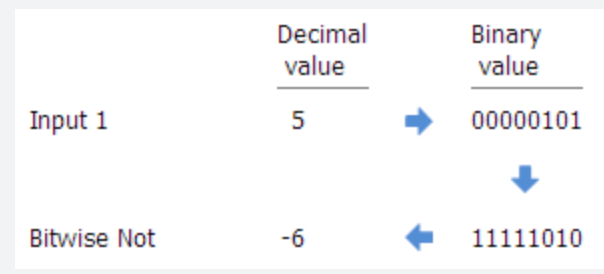 Decimal Binary
value value
Input 1 5 00000101
Bitwise Not -6 11111010